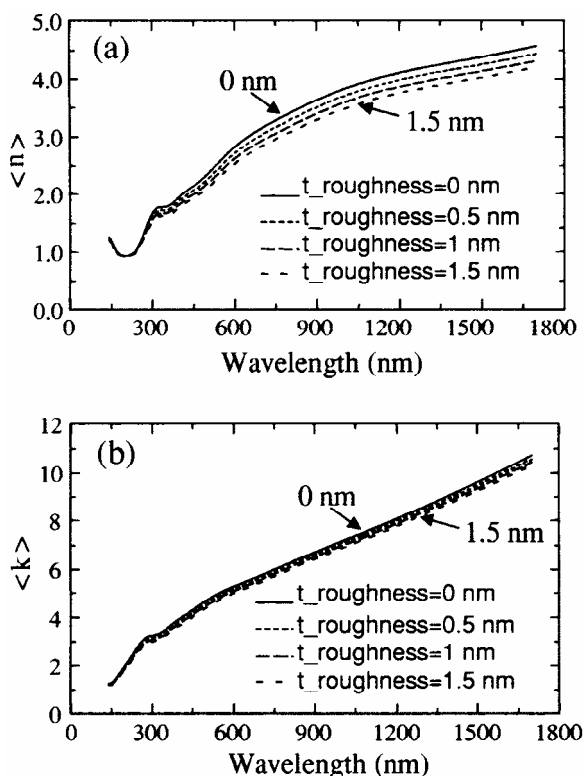 5.0
(a)
4.0
0 nm
3.0
1.5 nm
<n>
2.0
t_roughness=0 nm
t_roughness=0.5 nm
1.0
t_roughness=1 nm
t_roughness=1.5 nm
0.0
0 300 600 900 1200 1500 1800
Wavelength (nm)
12
(b)
10
0 nm
8
1.5 nm
<k>
6
t_roughness=0 nm
4
t_roughness=0.5 nm
2
t_roughness=1 nm
t_roughness=1.5 nm
0
0 300 600 900 1200 1500 1800
Wavelength (nm)